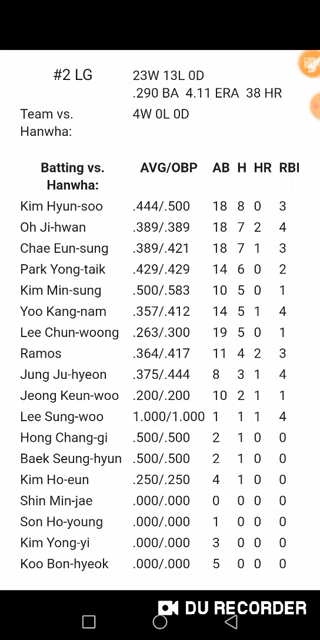 #2 LG 23W 13L 0D
.290 BA 4.11 ERA 38 HR
Team vs. 4W 0L 0D
Hanwha:
Batting vs. AVG/OBP AB H HR RBI
Hanwha:
Kim Hyun-soo .444/.500 18 8 0 3
Oh Ji-hwan .389/.389 18 7 2 4
Chae Eun-sung .389/.421 18 7 1 3
Park Yong-taik .429/.429 14 6 0 2
Kim Min-sung .500/.583 10 5 0 1
Yoo Kang-nam .357/.412 14 5 1 4
Lee Chun-woong .263/.300 19 5 0 1
Ramos .364/.417 11 4 2 3
Jung Ju-hyeon .375/.444 8 3 1 4
Jeong Keun-woo .200/.200 10 2 1 1
Lee Sung-woo 1.000/1.000 1 1 1 4
Hong Chang-gi .500/.500 2 1 0 0
Baek Seung-hyun .500/.500 2 1 0 0
Kim Ho-eun .250/.250 4 1 0 0
Shin Min-jae .000/.000 0 0 0 0
Son Ho-young .000/.000 1 0 0 0
Kim Yong-yi .000/.000 3 0 0 0
Koo Bon-hyeok .000/.000 5 0 0 0
DU RECORDER